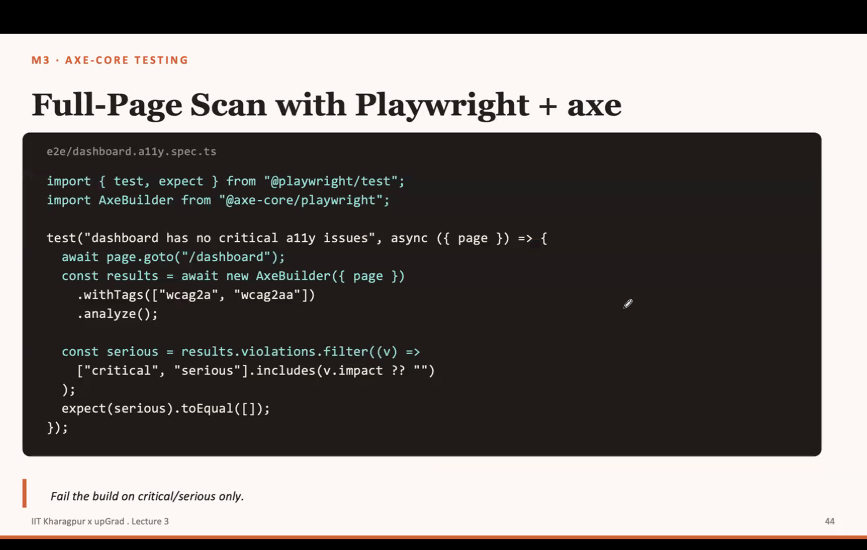 M3 · AXE-CORE TESTING
Full-Page Scan with Playwright + axe
e2e/dashboard.a11y.spec.ts
import { test, expect } from "@playwright/test";
import AxeBuilder from "@axe-core/playwright";
test("dashboard has no critical a11y issues", async ({ page }) => {
  await page.goto("/dashboard");
  const results = await new AxeBuilder({ page })
    .withTags(["wcag2a", "wcag2aa"])
    .analyze();
  const serious = results.violations.filter((v) =>
    ["critical", "serious"].includes(v.impact ?? "")
  );
  expect(serious).toEqual([]);
});
Fail the build on critical/serious only.
IIT Kharagpur x upGrad . Lecture 3
44